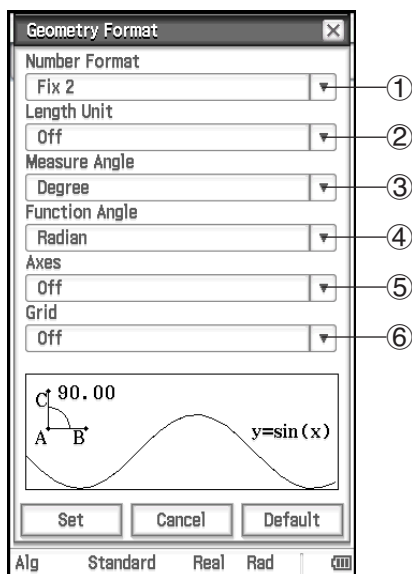 Geometry Format
Number Format
Fix 2
①
Length Unit
Off
②
Measure Angle
Degree
③
Function Angle
Radian
④
Axes
Off
⑤
Grid
Off
⑥
C 90.00
A B
y=sin(x)
Set Cancel Default
Alg Standard Real Rad